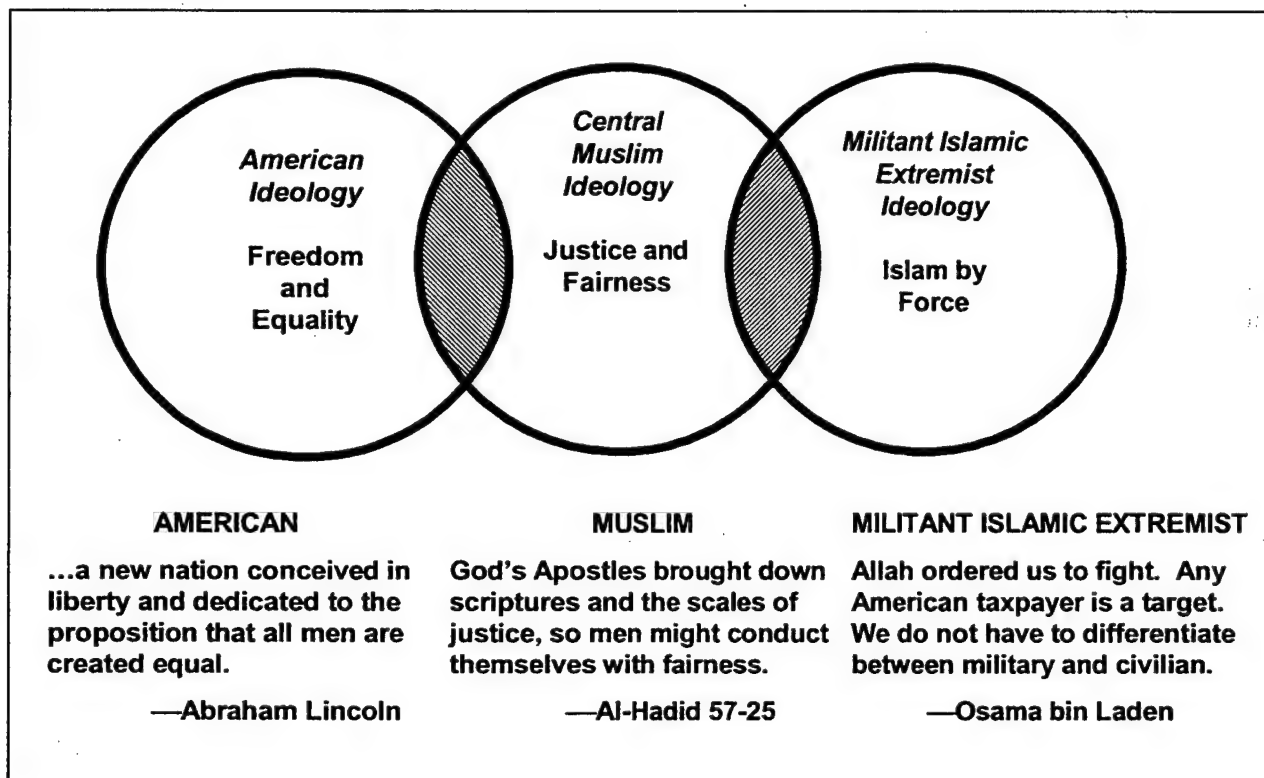 American
Ideology
Freedom
and
Equality
Central
Muslim
Ideology
Justice and
Fairness
Militant Islamic
Extremist
Ideology
Islam by
Force
AMERICAN
...a new nation conceived in
liberty and dedicated to the
proposition that all men are
created equal.
—Abraham Lincoln
MUSLIM
God's Apostles brought down
scriptures and the scales of
justice, so men might conduct
themselves with fairness.
—Al-Hadid 57-25
MILITANT ISLAMIC EXTREMIST
Allah ordered us to fight.  Any
American taxpayer is a target.
We do not have to differentiate
between military and civilian.
—Osama bin Laden